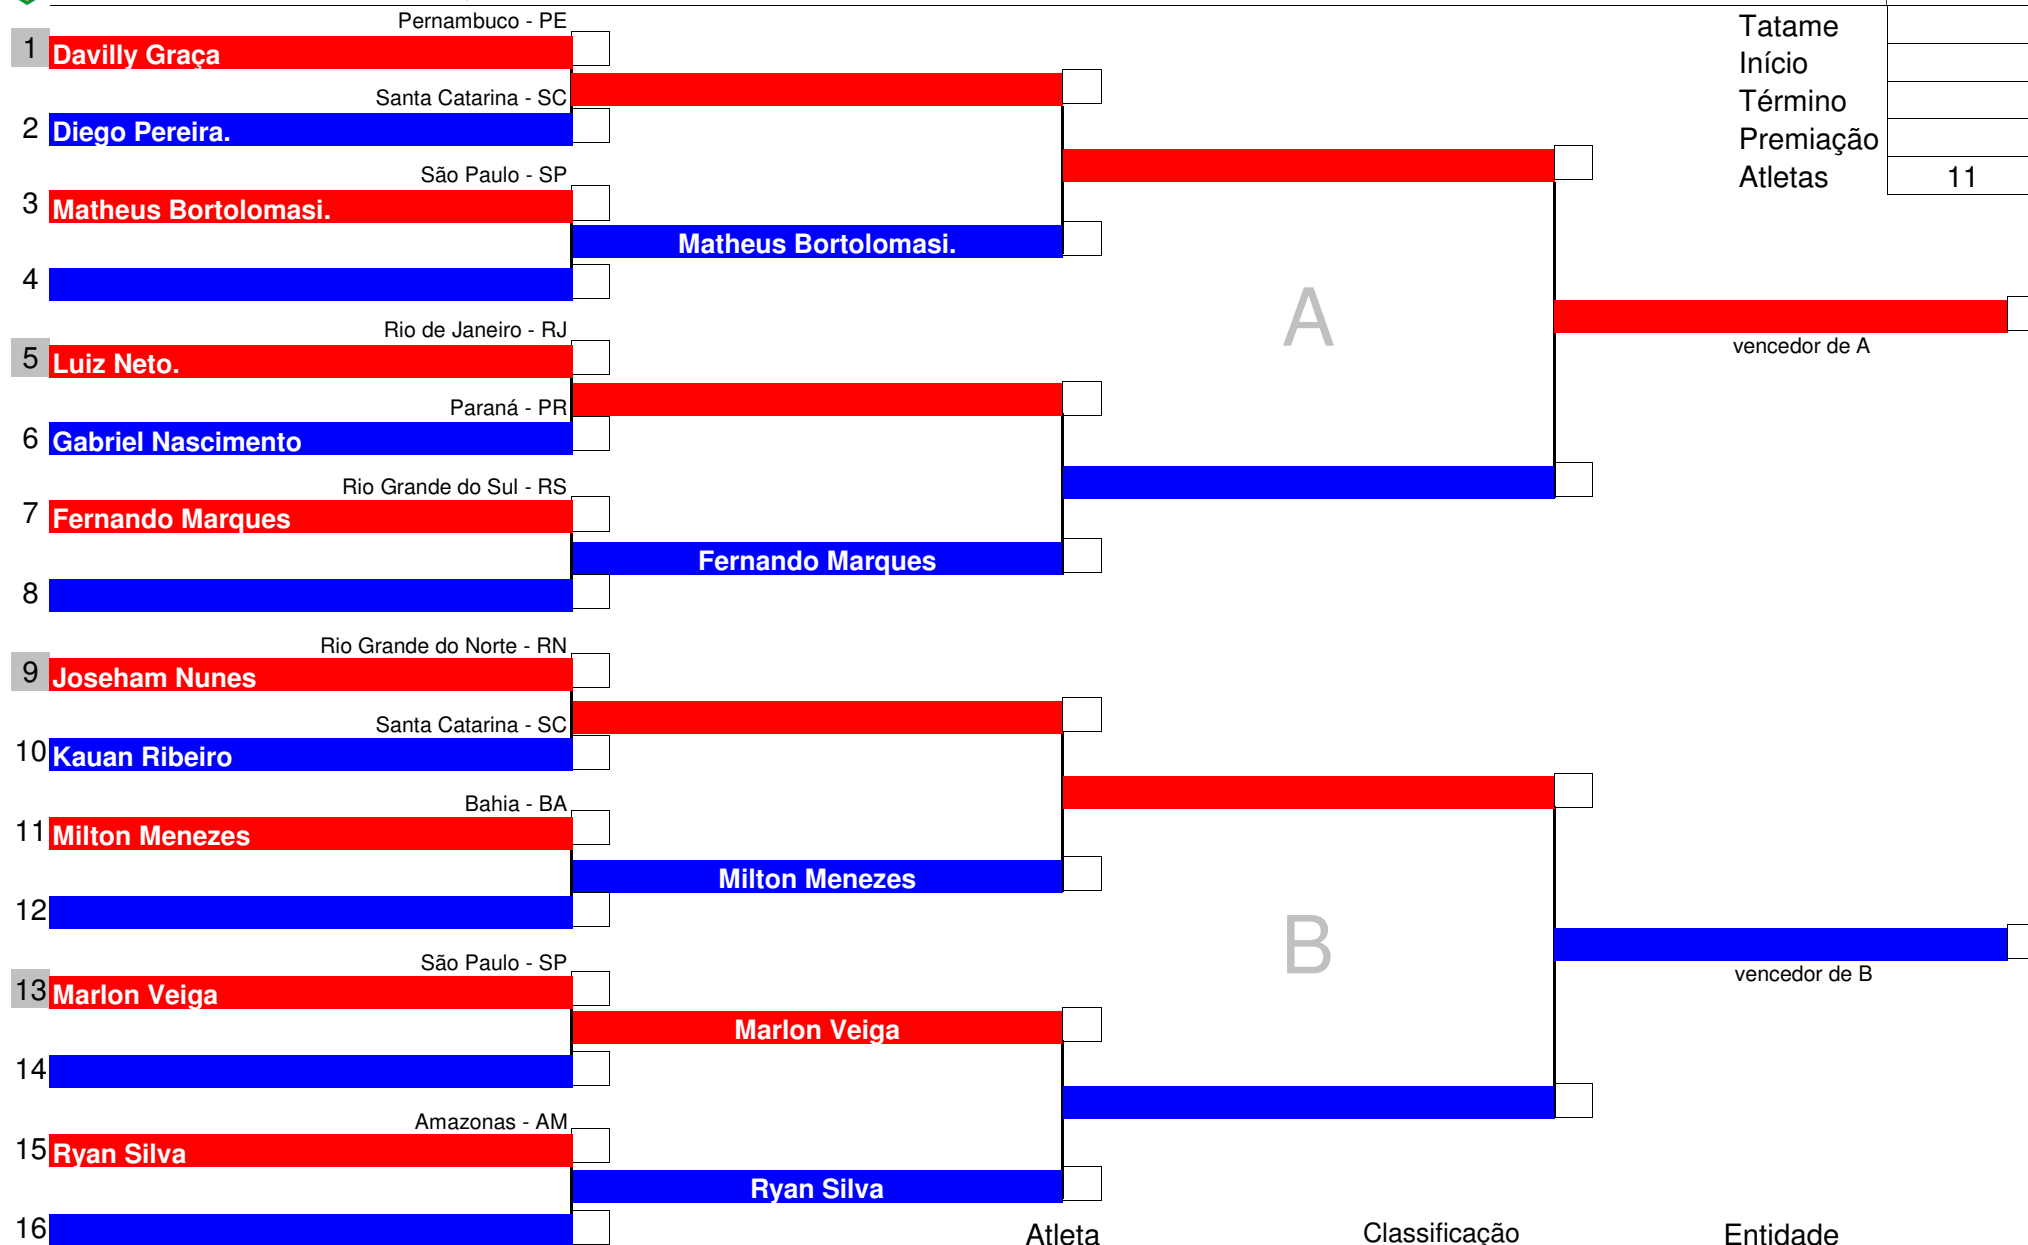 Pernambuco - PE
1 Davilly Graça
Santa Catarina - SC
2 Diego Pereira.
São Paulo - SP
3 Matheus Bortolomasi.
Matheus Bortolomasi.
4
Rio de Janeiro - RJ
5 Luiz Neto.
Paraná - PR
6 Gabriel Nascimento
Rio Grande do Sul - RS
7 Fernando Marques
Fernando Marques
8
Rio Grande do Norte - RN
9 Joseham Nunes
Santa Catarina - SC
10 Kauan Ribeiro
Bahia - BA
11 Milton Menezes
Milton Menezes
12
São Paulo - SP
13 Marlon Veiga
Marlon Veiga
14
Amazonas - AM
15 Ryan Silva
Ryan Silva
16
A
B
vencedor de A
vencedor de B
Tatame
Início
Término
Premiação
Atletas 11
Atleta Classificação Entidade